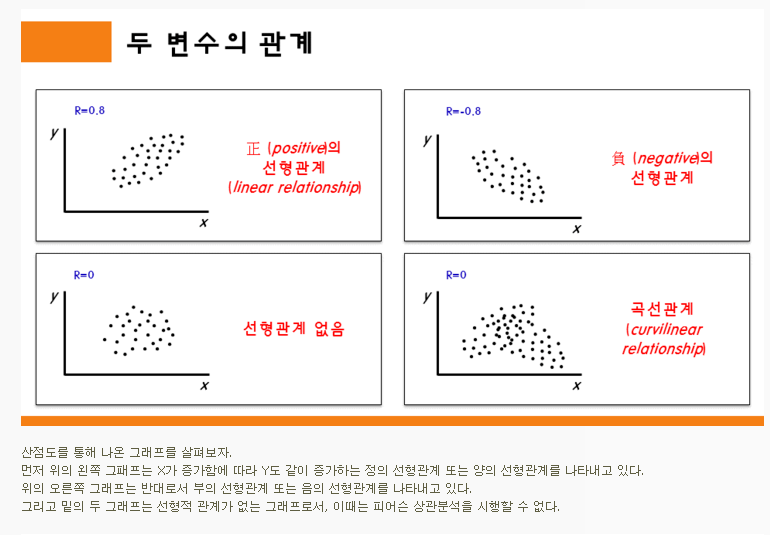 두 변수의 관계
R=0.8
y
x
正 (positive)의
선형관계
(linear relationship)
R=-0.8
y
x
負 (negative)의
선형관계
R=0
y
x
선형관계 없음
R=0
y
x
곡선관계
(curvilinear
relationship)
산점도를 통해 나온 그래프를 살펴보자.
먼저 위의 왼쪽 그패프는 X가 증가함에 따라 Y도 같이 증가하는 정의 선형관계 또는 양의 선형관계를 나타내고 있다.
위의 오른쪽 그래프는 반대로서 부의 선형관계 또는 음의 선형관계를 나타내고 있다.
그리고 밑의 두 그래프는 선형적 관계가 없는 그래프로서, 이때는 피어슨 상관분석을 시행할 수 없다.